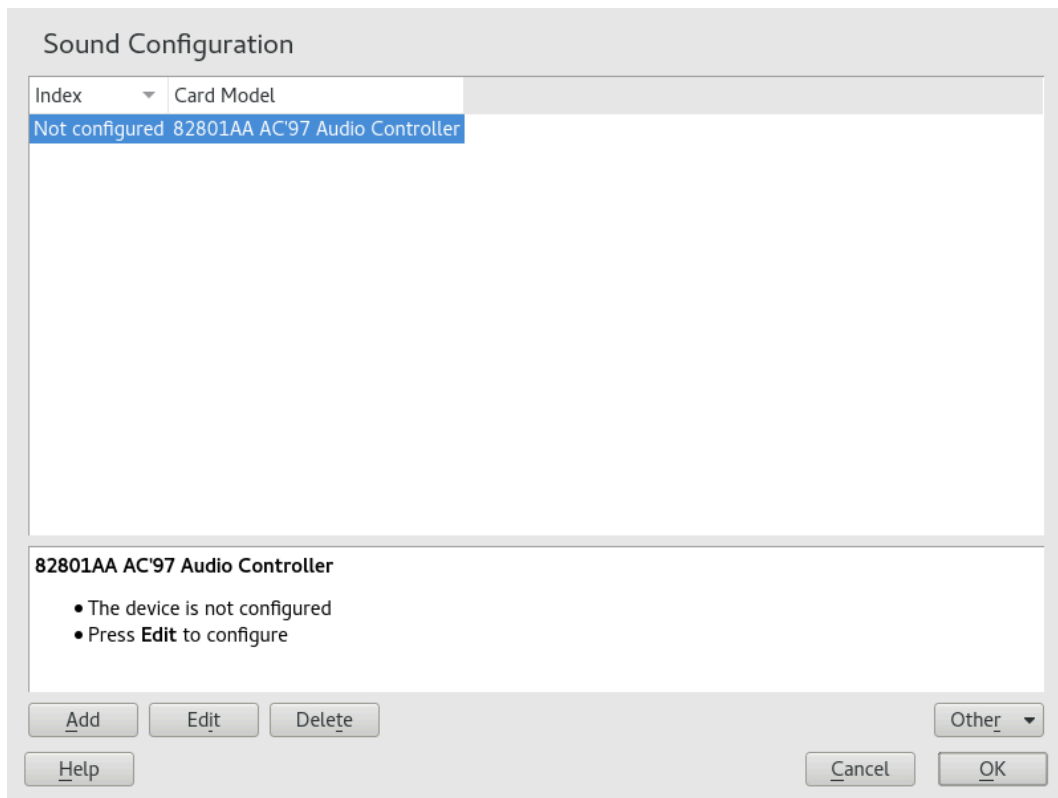 Sound Configuration
Index Card Model
Not configured 82801AA AC'97 Audio Controller
82801AA AC'97 Audio Controller
• The device is not configured
• Press Edit to configure
Add Edit Delete Other
Help Cancel OK